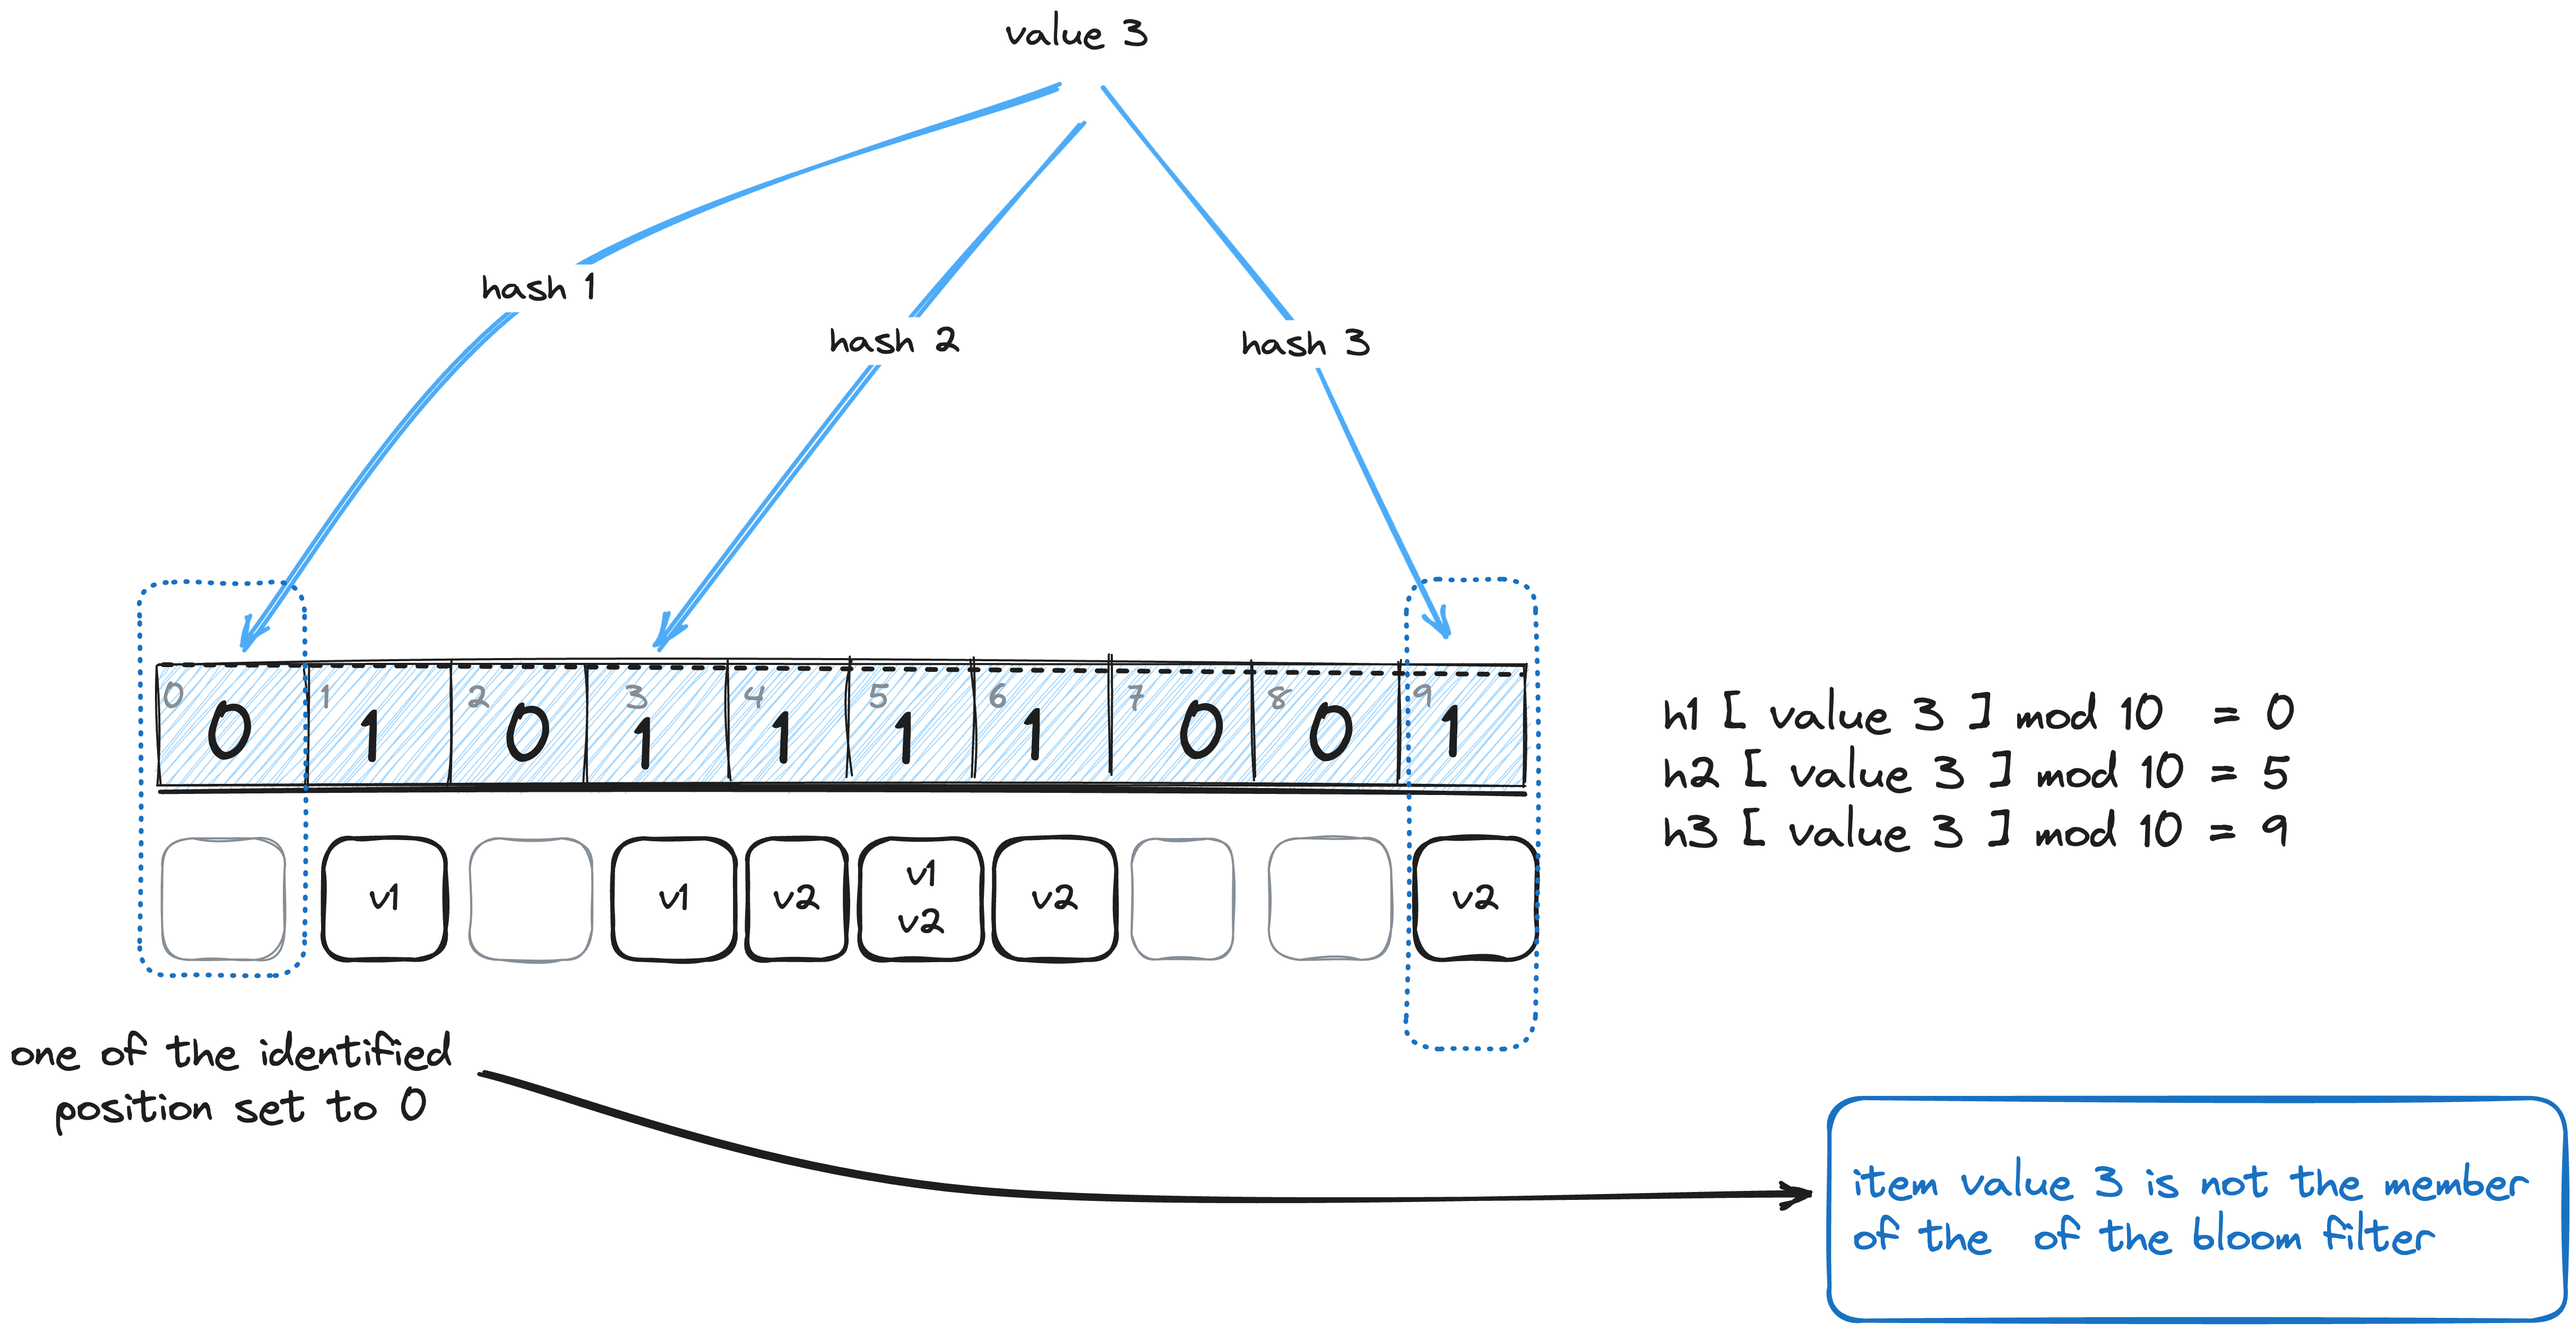 value 3
hash 1
hash 2
hash 3
0 1 2 3 4 5 6 7 8 9
0 1 0 1 1 1 1 0 0 1
h1 [ value 3 ] mod 10 = 0
h2 [ value 3 ] mod 10 = 5
h3 [ value 3 ] mod 10 = 9
v1 v1 v2 v1 v2 v2
v2
one of the identified
position set to 0
item value 3 is not the member
of the of the bloom filter